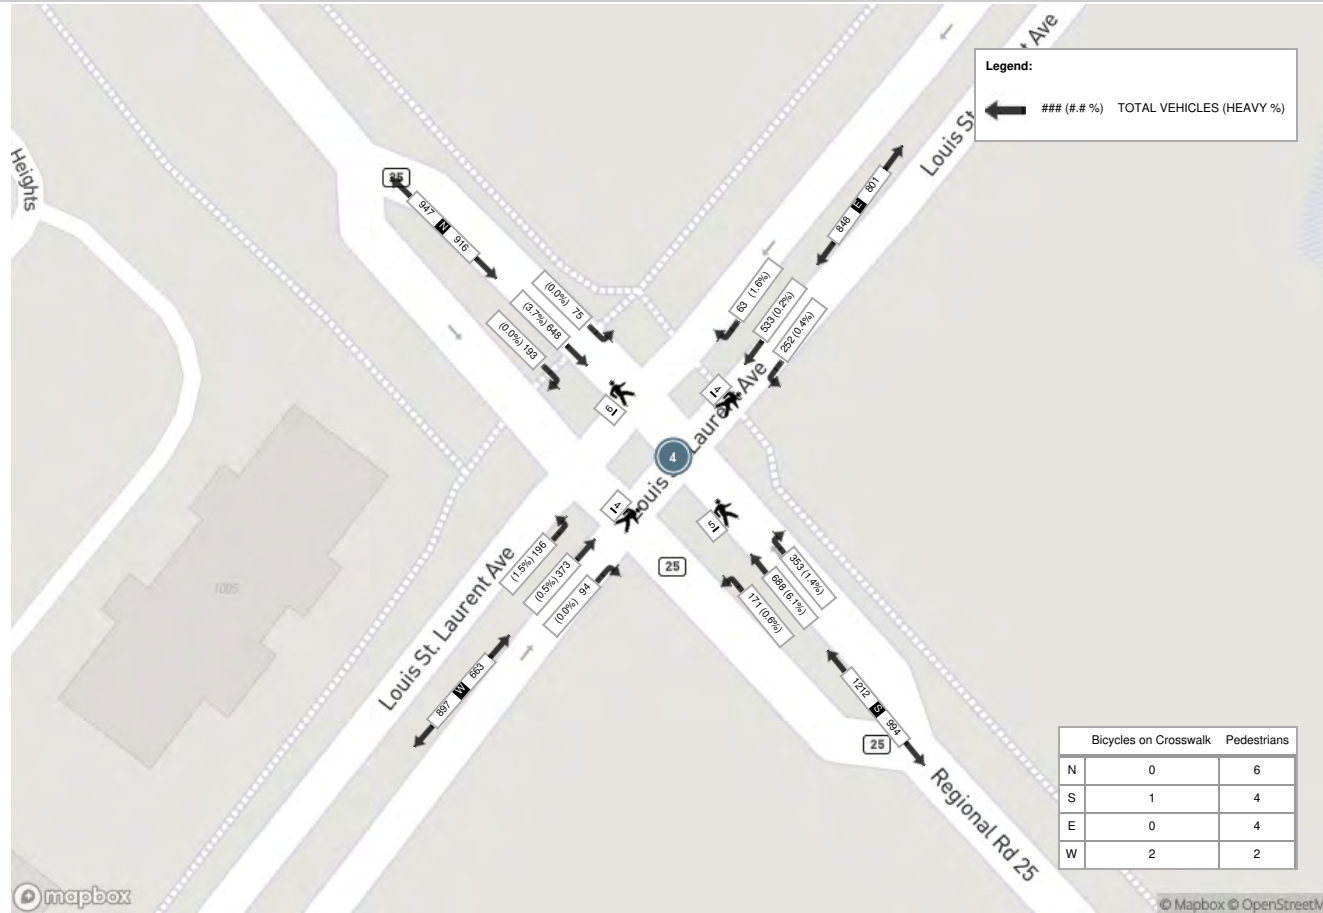 Legend:
### (#.# %) TOTAL VEHICLES (HEAVY %)
Louis St
t Ave
Heights
25
947 N 916
848 E 801
(0.0%) 75
(3.7%) 648
(0.0%) 193
63 (1.6%)
533 (0.2%)
252 (0.4%)
6
4
Laurent Ave
4
Louis
4
5
25
(1.5%) 196
(0.5%) 373
(0.0%) 94
353 (1.4%)
688 (6.1%)
171 (0.6%)
1005
Louis St. Laurent Ave
897 W 663
1212 S 994
25
Regional Rd 25
Bicycles on Crosswalk Pedestrians
N 0 6
S 1 4
E 0 4
W 2 2
mapbox
© Mapbox © OpenStreetM